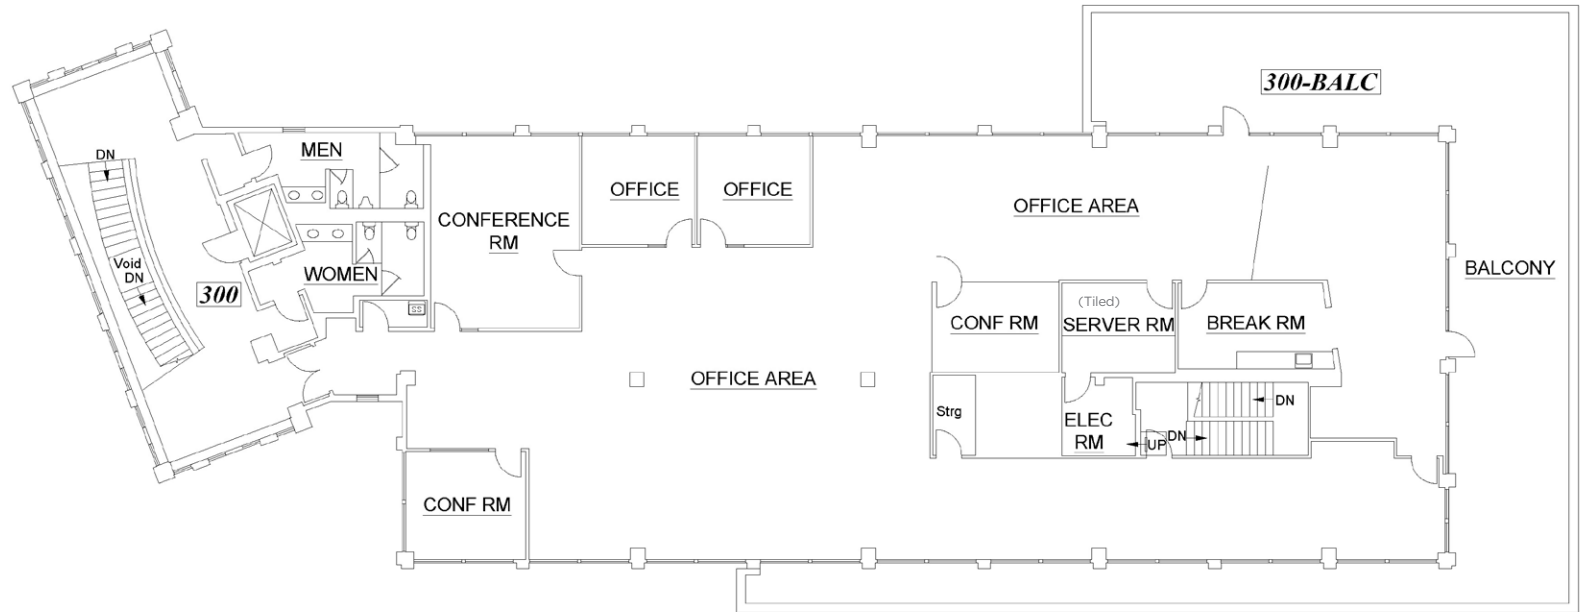 300-BALC
MEN
DN
OFFICE
OFFICE
OFFICE AREA
CONFERENCE
RM
Void
DN
WOMEN
300
BALCONY
SS
(Tiled)
CONF RM
SERVER RM
BREAK RM
OFFICE AREA
Strg
ELEC
RM
DN
DN
UP
CONF RM